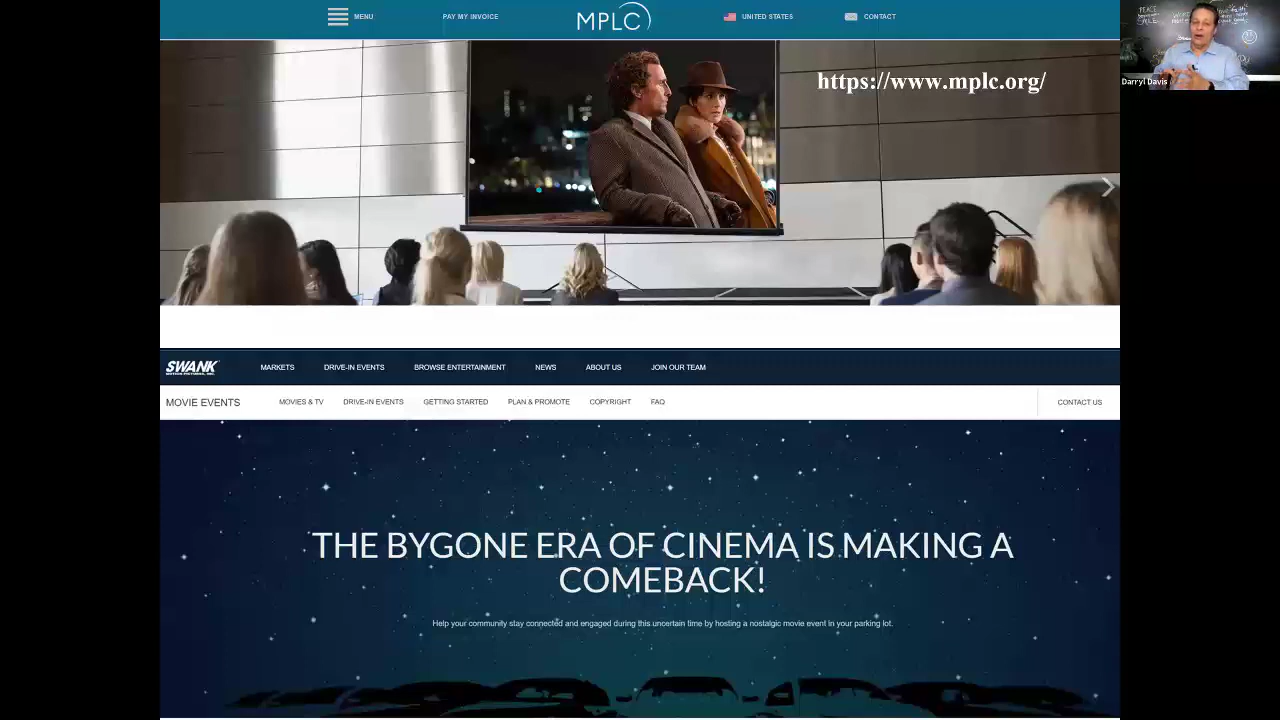 MENU
PAY MY INVOICE
MPLC
UNITED STATES
CONTACT
https://www.mplc.org/
Darryl Davis
SWANK
MOTION PICTURES, INC.
MARKETS
DRIVE-IN EVENTS
BROWSE ENTERTAINMENT
NEWS
ABOUT US
JOIN OUR TEAM
MOVIE EVENTS
MOVIES & TV
DRIVE-IN EVENTS
GETTING STARTED
PLAN & PROMOTE
COPYRIGHT
FAQ
CONTACT US
THE BYGONE ERA OF CINEMA IS MAKING A
COMEBACK!
Help your community stay connected and engaged during this uncertain time by hosting a nostalgic movie event in your parking lot.